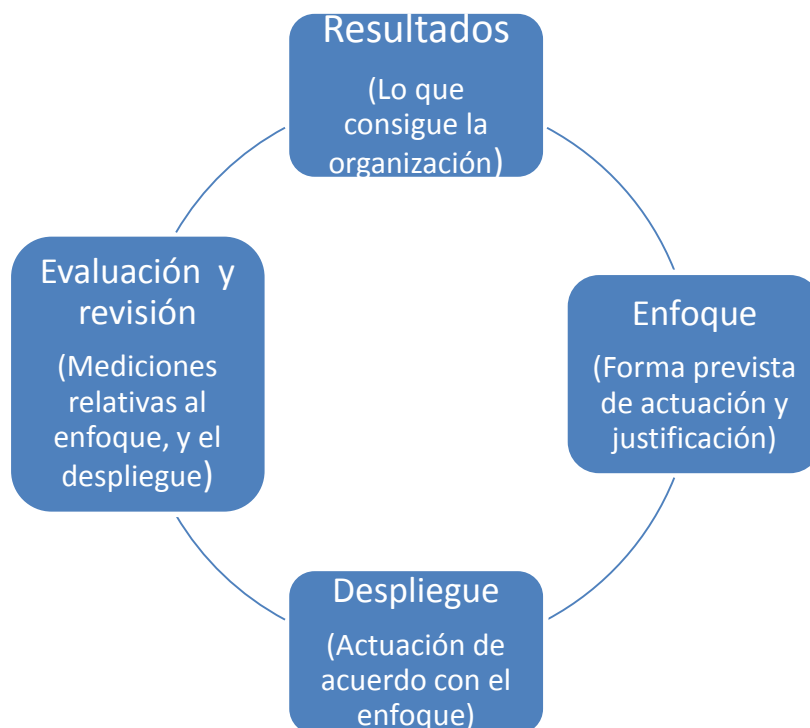 Resultados
(Lo que
consigue la
organización)
Enfoque
(Forma prevista
de actuación y
justificación)
Despliegue
(Actuación de
acuerdo con el
enfoque)
Evaluación y
revisión
(Mediciones
relativas al
enfoque, y el
despliegue)